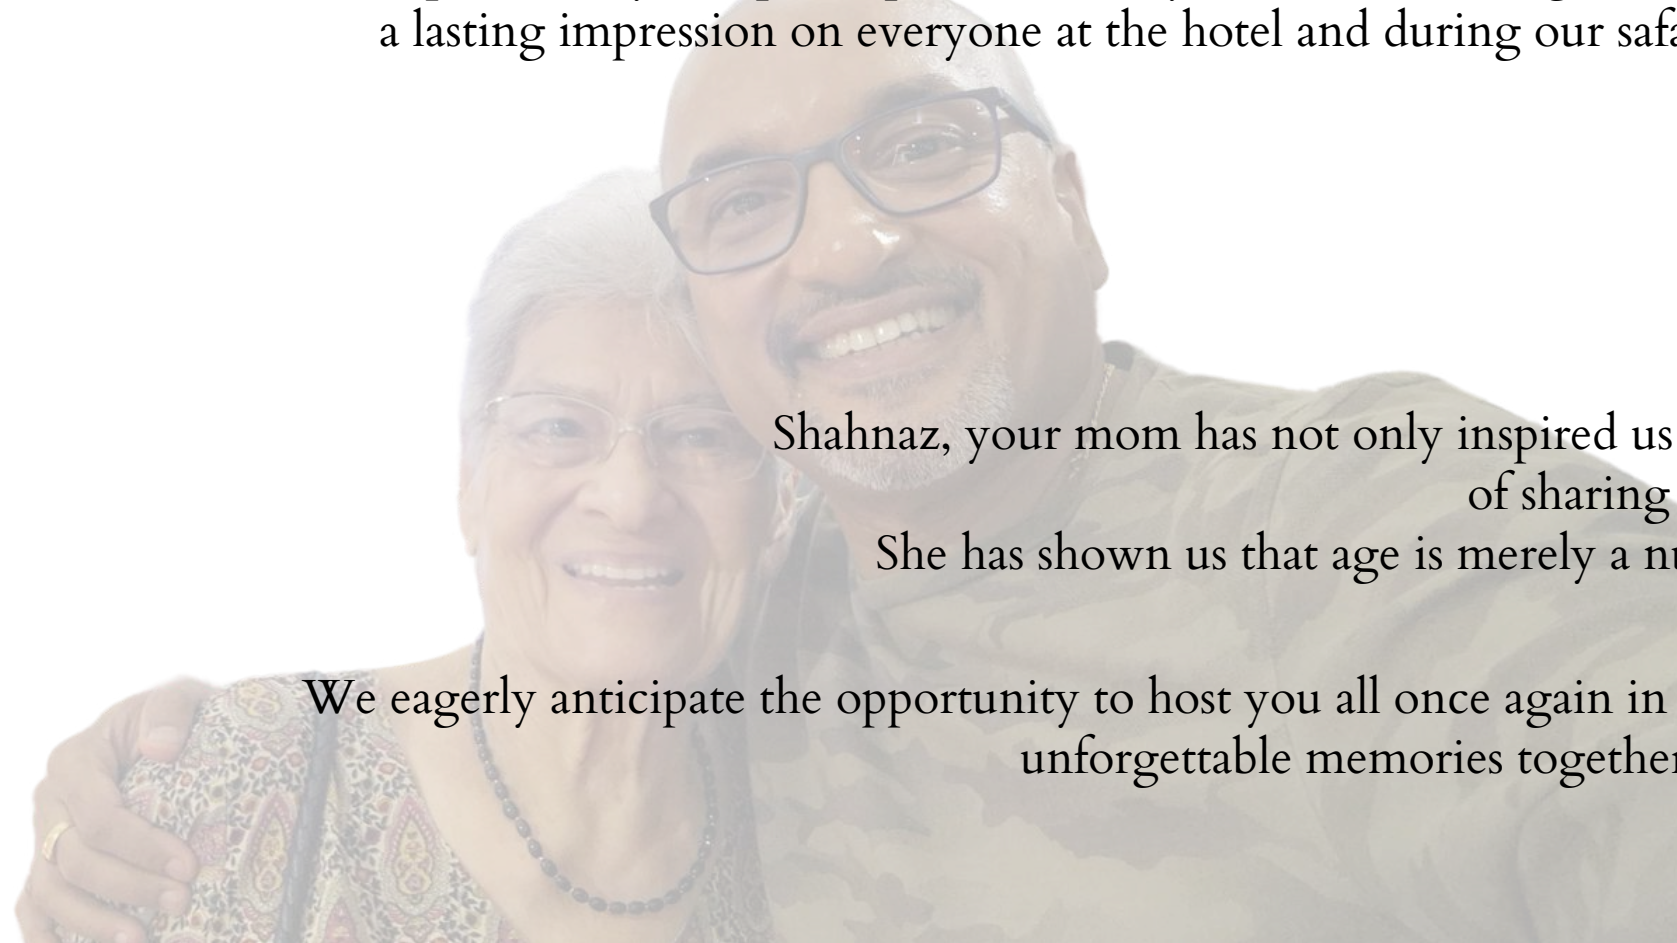 a lasting impression on everyone at the hotel and during our
Shahnaz, your mom has not only inspired us
of sharing
She has shown us that age is merely a
We eagerly anticipate the opportunity to host you all once again in
unforgettable memories together